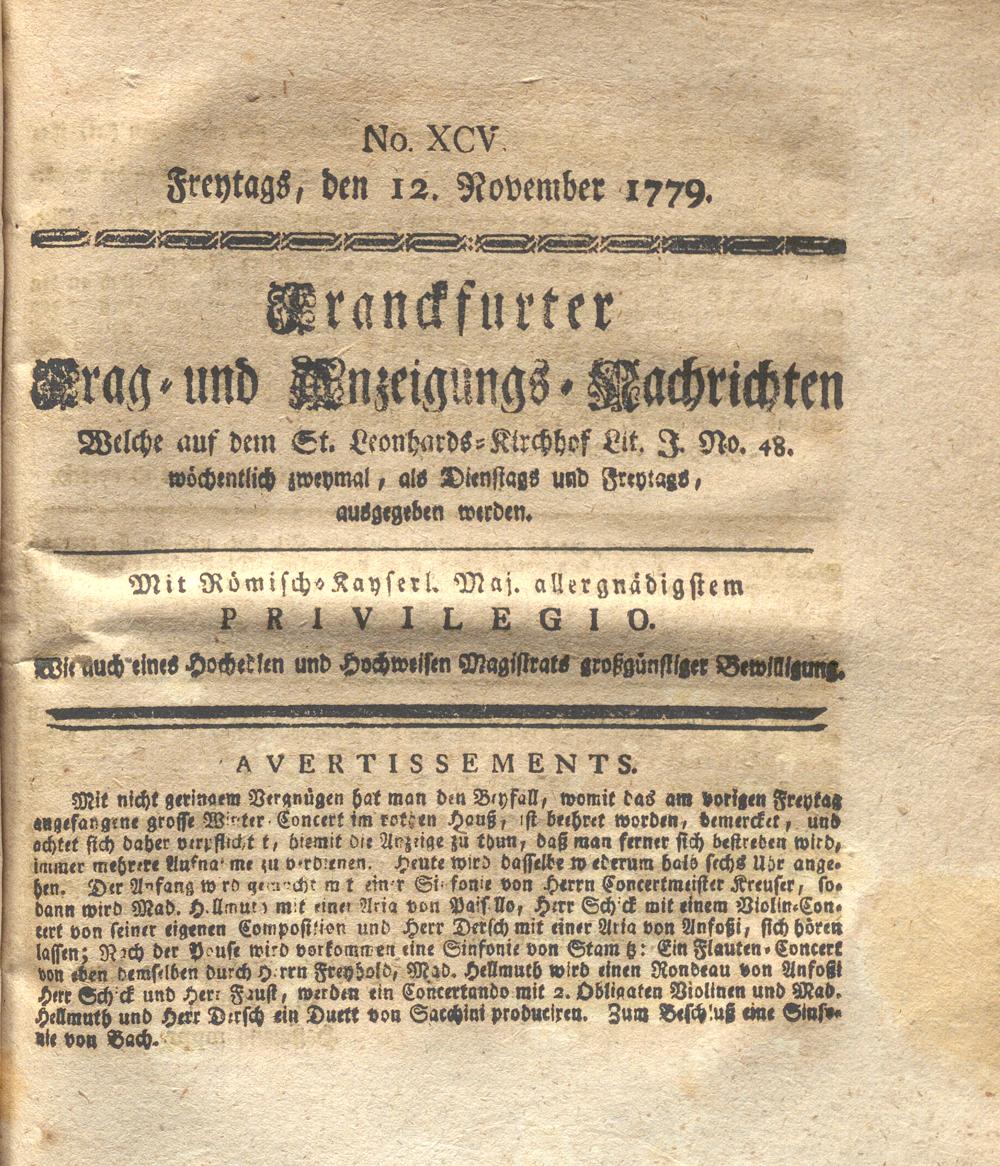 No. XCV.
Freytags, den 12. November 1779.
Franckfurter
Frag- und Anzeigungs-Nachrichten
Welche auf dem St. Leonhards-Kirchhof Lit. J. No. 48.
wöchentlich zweymal, als Dienstags und Freytags,
ausgegeben werden.
Mit Römisch-Kayserl. Maj. allergnädigstem
PRIVILEGIO.
Wie auch eines Hochedlen und Hochweisen Magistrats großgünstiger Bewilligung.
AVERTISSEMENTS.
Mit nicht geringem Vergnügen hat man den Beyfall, womit das am vorigen Freytag
angefangene grosse Winter-Concert im rothen Hauß, ist beehret worden, bemercket, und
achtet sich daher verpflichtet, hiemit die Anzeige zu thun, daß man ferner sich bestreben wird,
immer mehrere Aufnahme zu verdienen. Heute wird dasselbe wiederum halb sechs Uhr ange-
hen. Der Anfang wird gemacht mit einer Sinfonie von Herrn Concertmeister Kreuser, so-
dann wird Mad. Hellmuth mit einer Aria von Paisello, Herr Schick mit einem Violin-Con-
cert von seiner eigenen Composition und Herr Dersch mit einer Aria von Anfoßi, sich hören
lassen; Nach der Pause wird vorkommen eine Sinfonie von Stamitz: Ein Flauten-Concert
von eben demselben durch Herrn Freyhold, Mad. Hellmuth wird einen Rondeau von Anfoßi
Herr Schick und Herr Faust, werden ein Concertando mit 2. Obligaten Violinen und Mad.
Hellmuth und Herr Dersch ein Duett von Sacchini produciren. Zum Beschluß eine Sinfo-
nie von Bach.